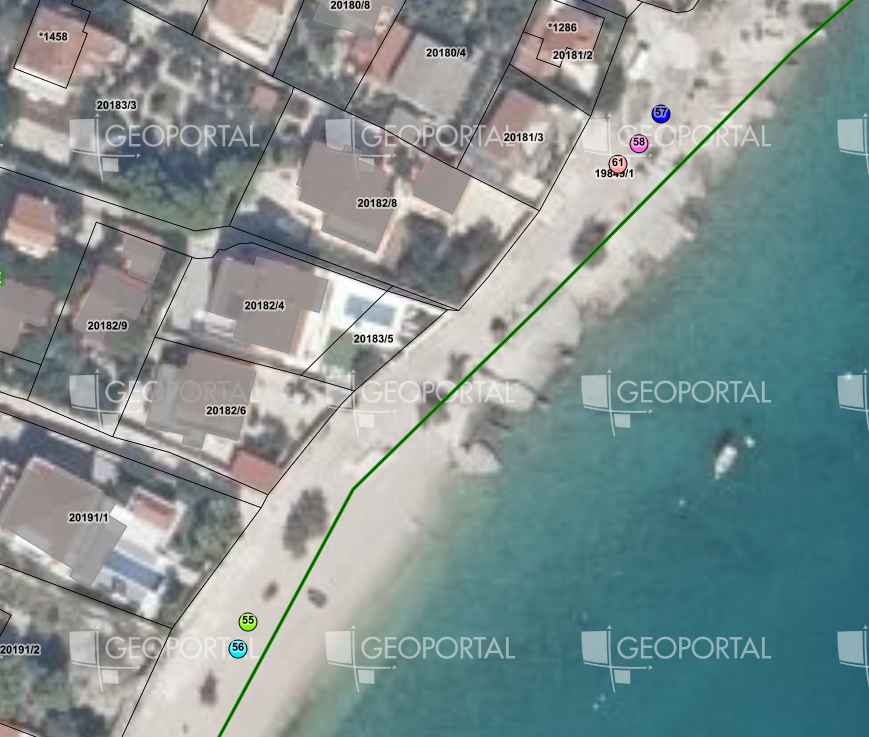 20180/8
*1458
*1286
20180/4
20181/2
20183/3
57
GEOPORTAL
GEOPORTAL
GEOPORTAL
20181/3
58
61
19849/1
20182/8
20182/4
20182/9
20183/5
GEOPORTAL
GEOPORTAL
GEOPORTAL
20182/6
20191/1
55
56
GEOPORTAL
GEOPORTAL
GEOPORTAL
20191/2